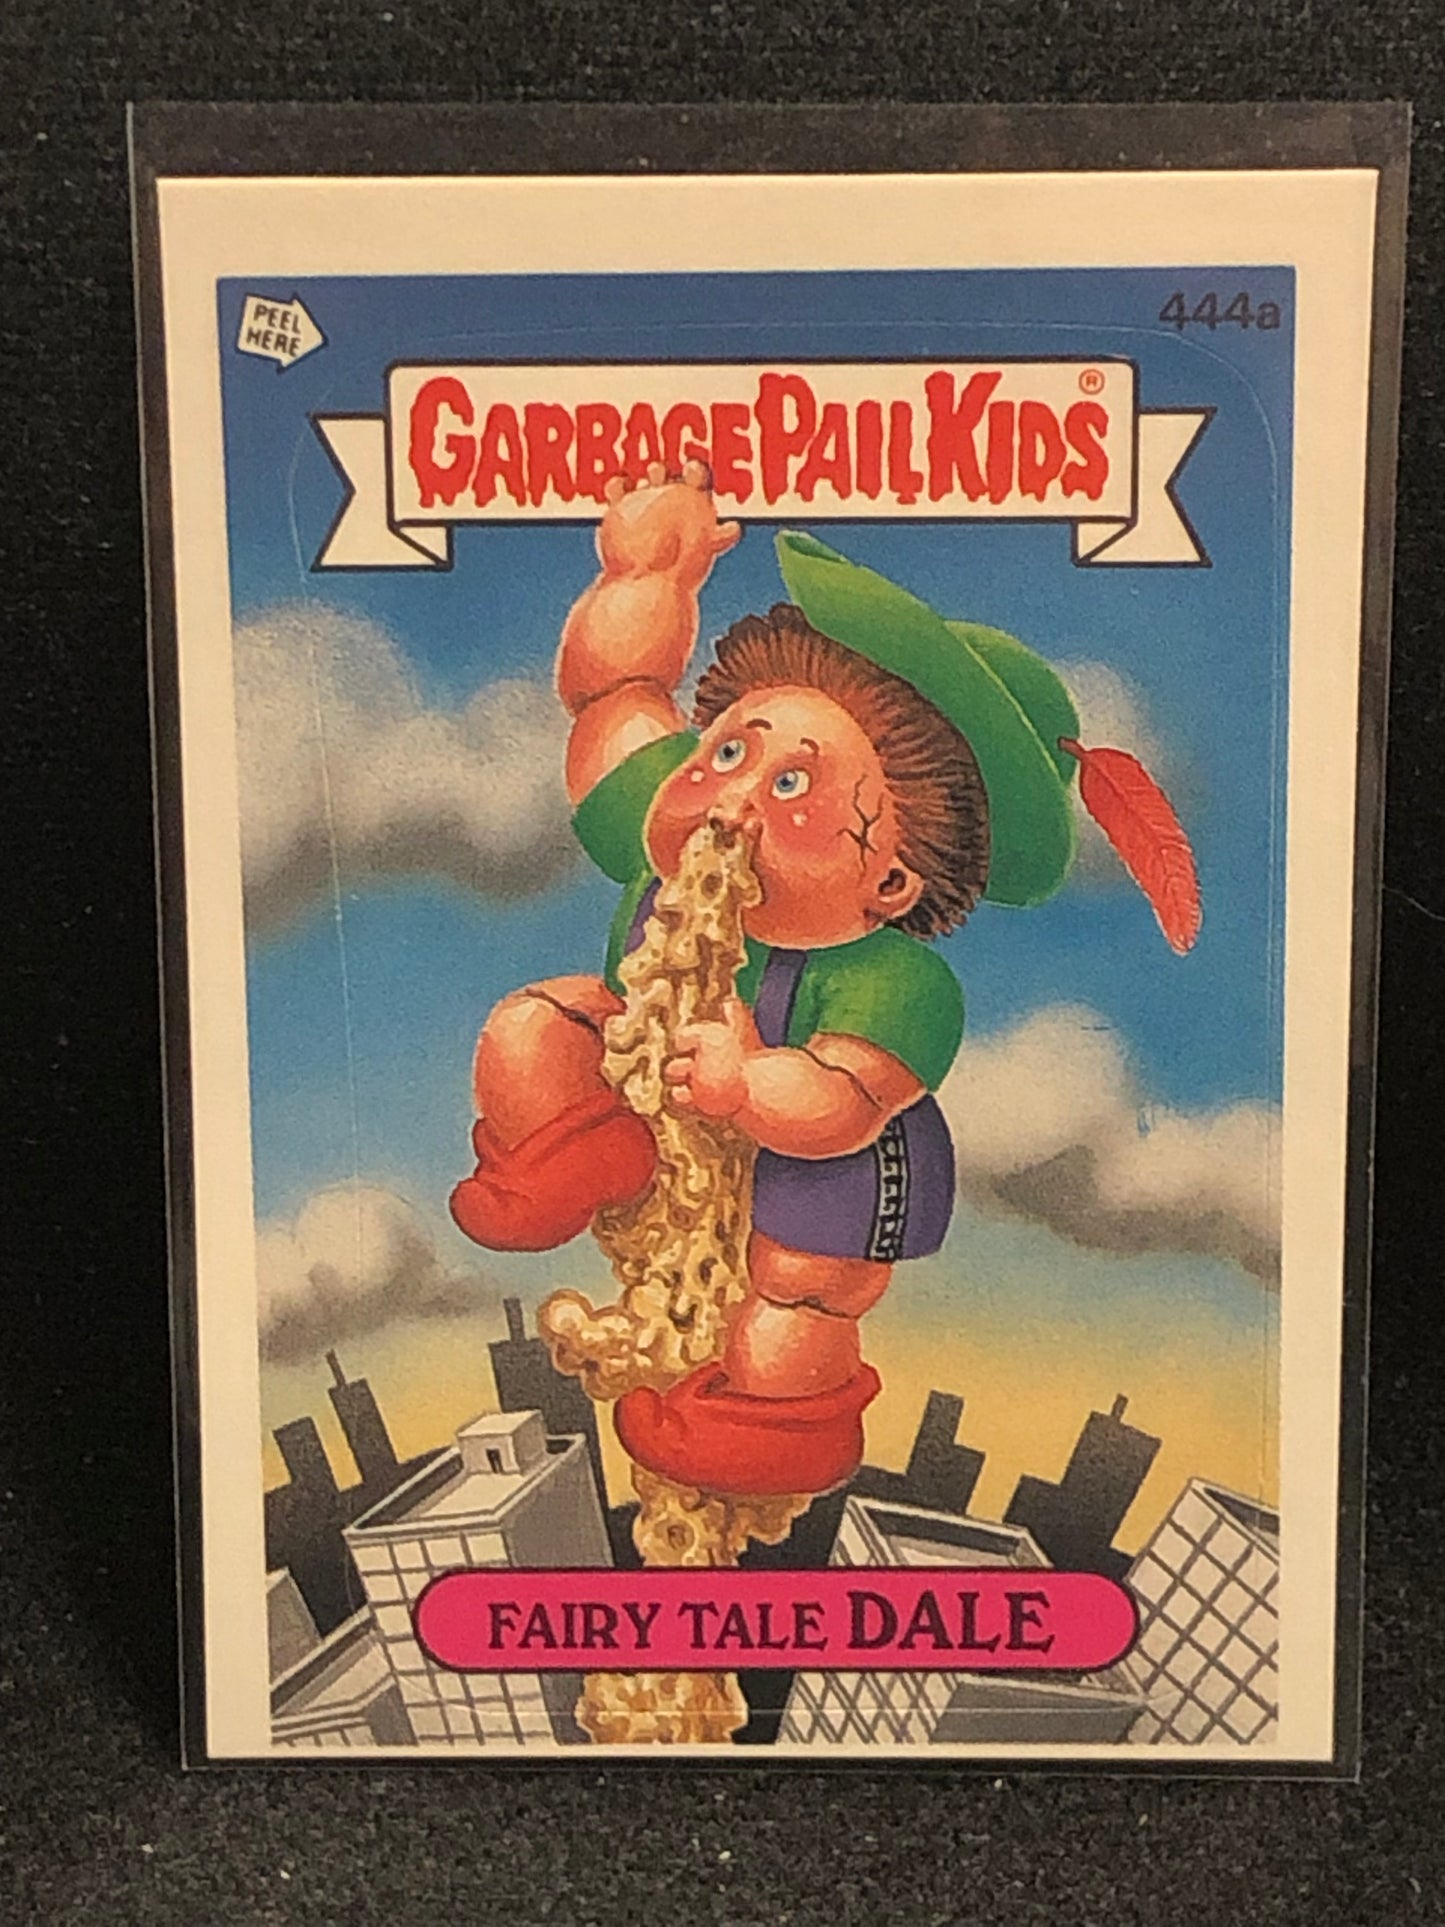 PEEL
HERE
444a
GARBAGE PAIL KIDS®
FAIRY TALE DALE